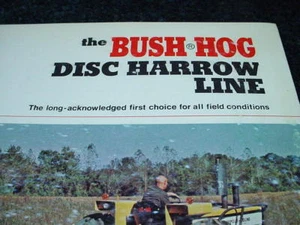 the BUSH®HOG
DISC HARROW
LINE
The long-acknowledged first choice for all field conditions